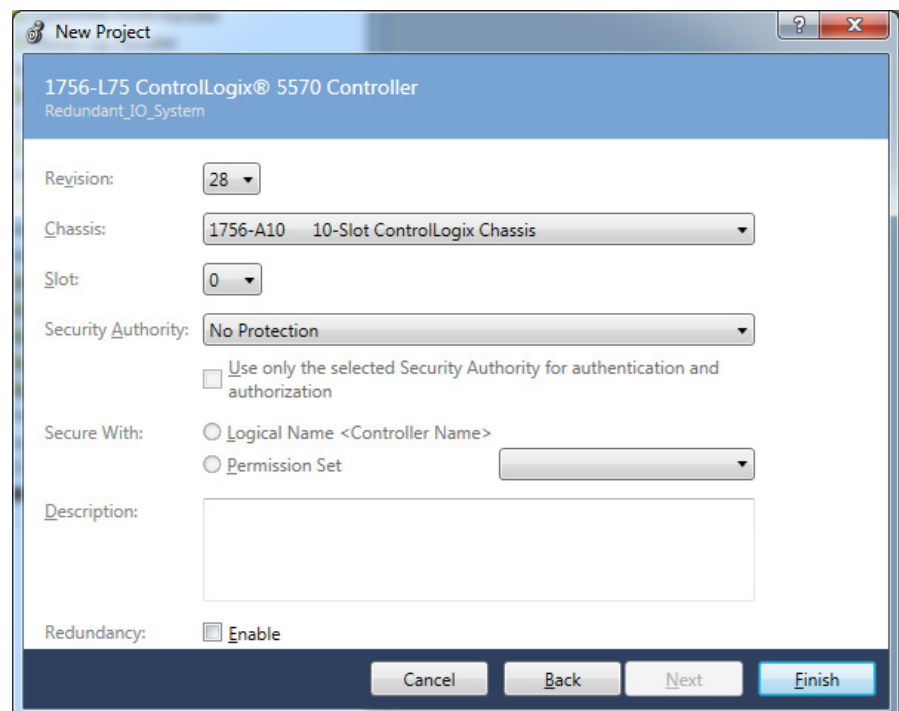 New Project
?
X
1756-L75 ControlLogix® 5570 Controller
Redundant_IO_System
Revision:
28
Chassis:
1756-A10 10-Slot ControlLogix Chassis
Slot:
0
Security Authority:
No Protection
Use only the selected Security Authority for authentication and
authorization
Secure With:
Logical Name <Controller Name>
Permission Set
Description:
Redundancy:
Enable
Cancel
Back
Next
Finish